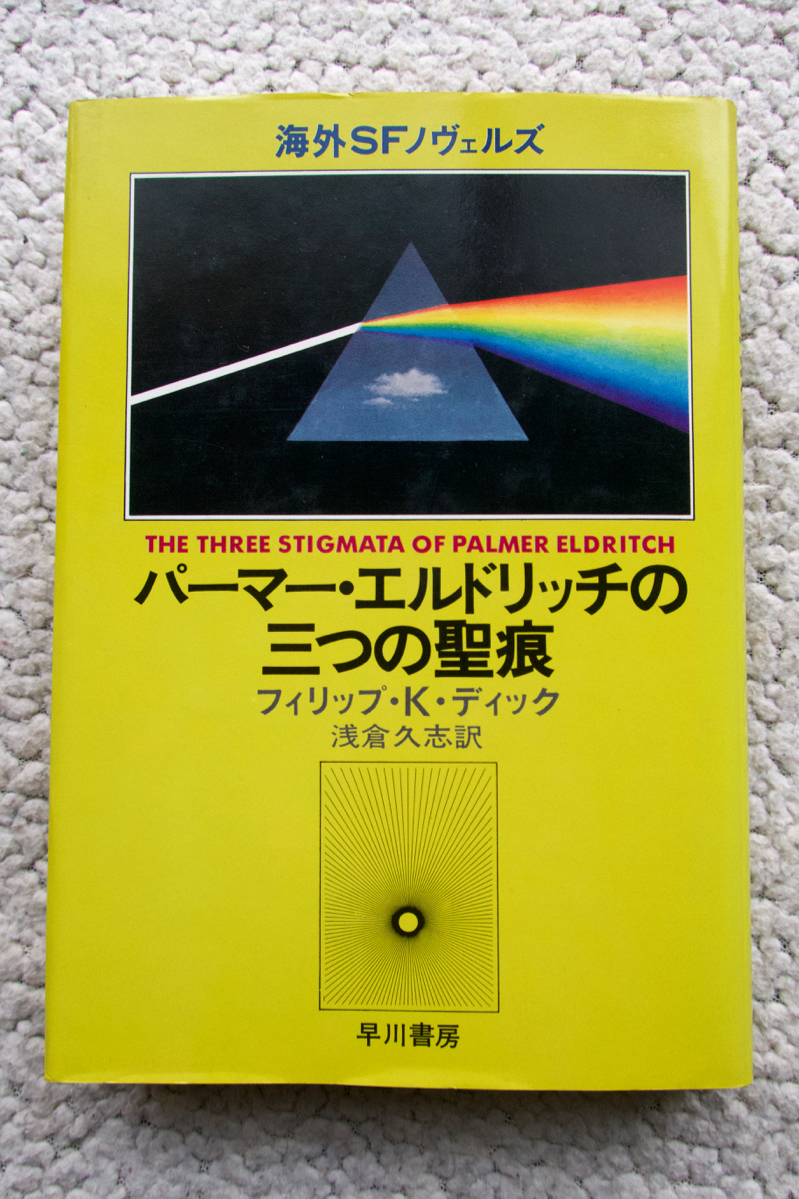 海外SFノヴェルズ
THE THREE STIGMATA OF PALMER ELDRITCH
パーマー・エルドリッチの
三つの聖痕
フィリップ・K・ディック
浅倉久志訳
早川書房